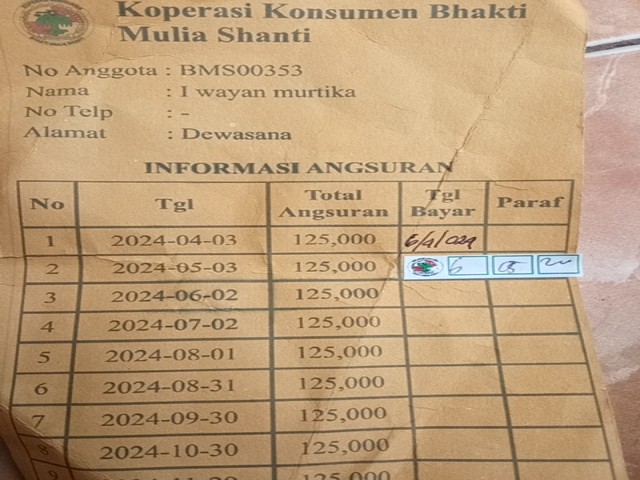 Koperasi Konsumen Bhakti
Mulia Shanti
No Anggota : BMS00353
Nama : I wayan murtika
No Telp : -
Alamat : Dewasana
INFORMASI ANGSURAN
No Tgl Total Angsuran Tgl Bayar Paraf
1 2024-04-03 125,000 6/4/024
2 2024-05-03 125,000 6 05
3 2024-06-02 125,000
4 2024-07-02 125,000
5 2024-08-01 125,000
6 2024-08-31 125,000
7 2024-09-30 125,000
8 2024-10-30 125,000
9 125,000